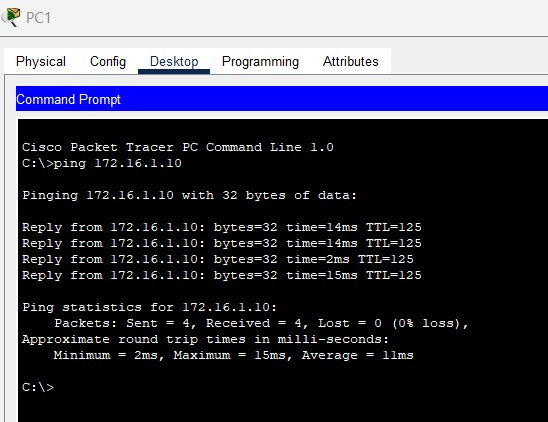 PC1
Physical Config Desktop Programming Attributes
Command Prompt
Cisco Packet Tracer PC Command Line 1.0
C:\>ping 172.16.1.10
Pinging 172.16.1.10 with 32 bytes of data:
Reply from 172.16.1.10: bytes=32 time=14ms TTL=125
Reply from 172.16.1.10: bytes=32 time=14ms TTL=125
Reply from 172.16.1.10: bytes=32 time=2ms TTL=125
Reply from 172.16.1.10: bytes=32 time=15ms TTL=125
Ping statistics for 172.16.1.10:
Packets: Sent = 4, Received = 4, Lost = 0 (0% loss),
Approximate round trip times in milli-seconds:
Minimum = 2ms, Maximum = 15ms, Average = 11ms
C:\>